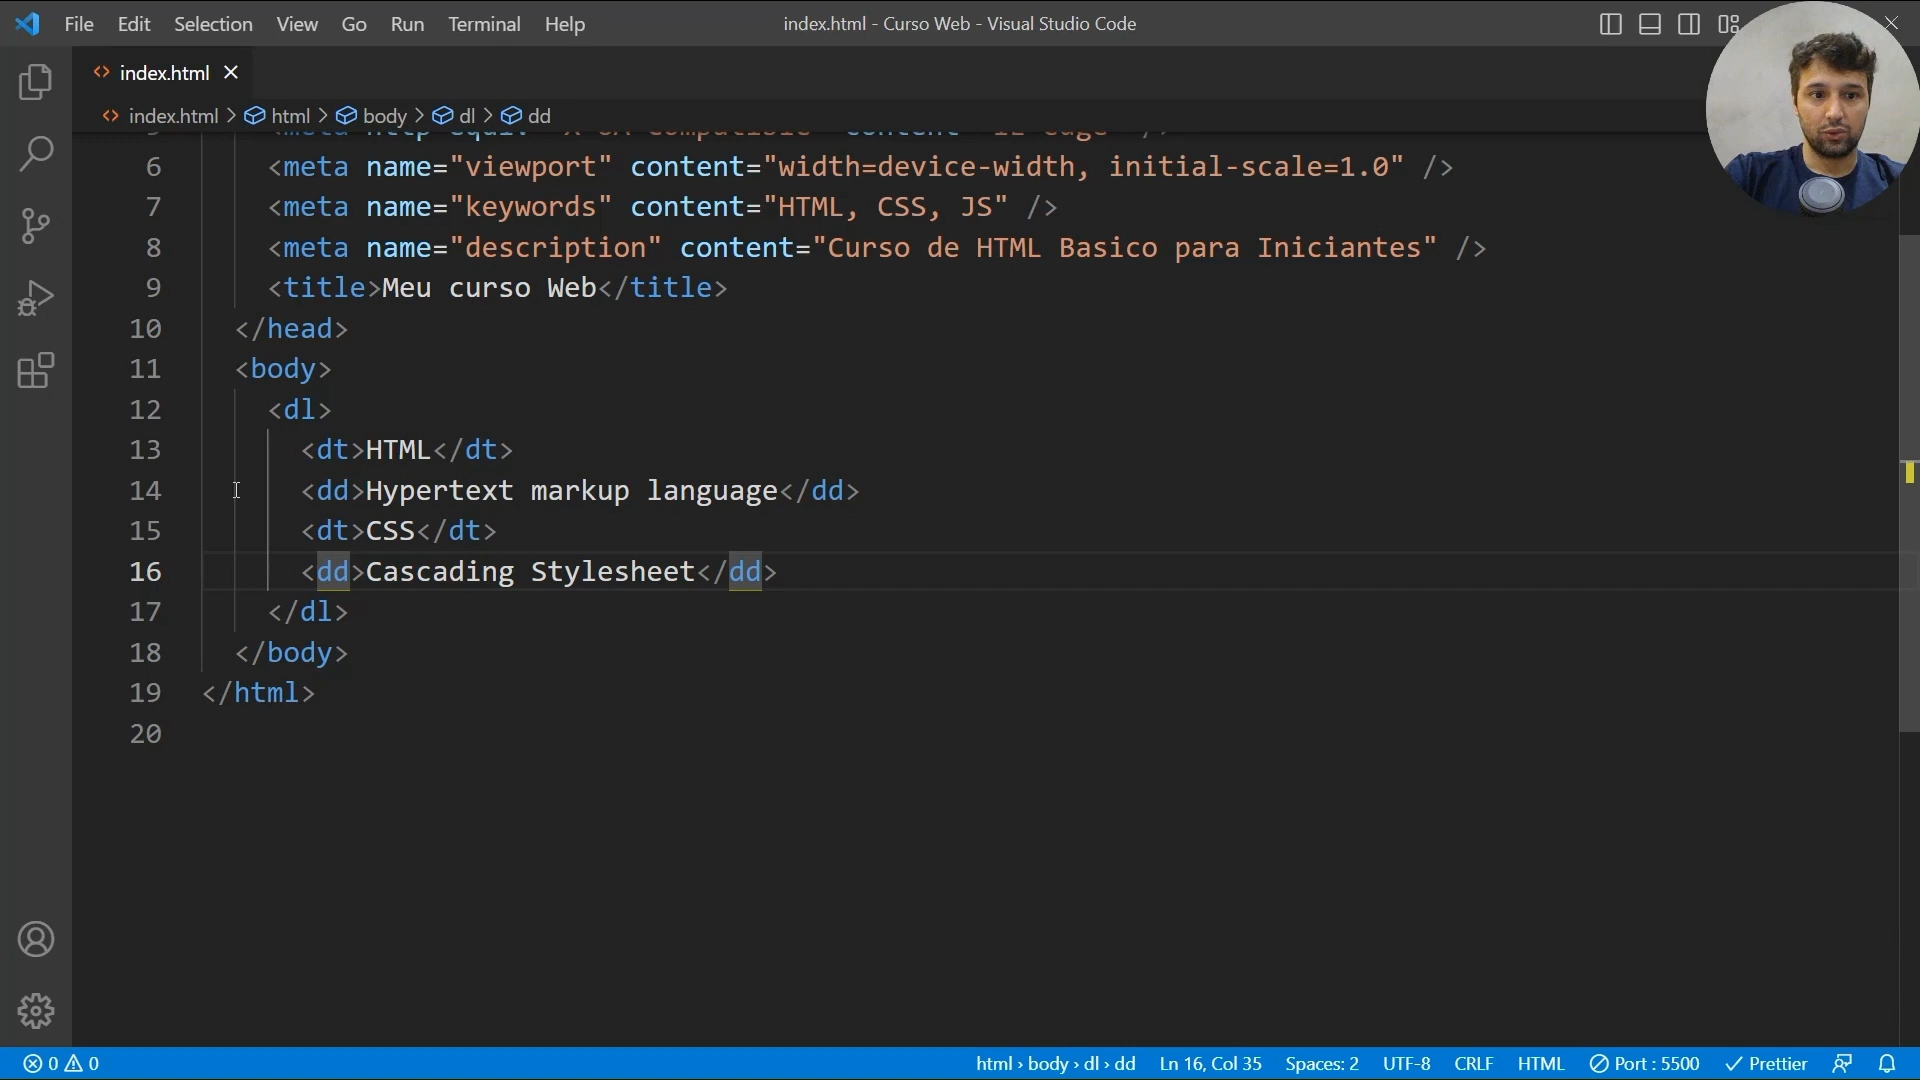 File Edit Selection View Go Run Terminal Help
index.html - Curso Web - Visual Studio Code
index.html
index.html > html > body > dl > dd
6 <meta name="viewport" content="width=device-width, initial-scale=1.0" />
7 <meta name="keywords" content="HTML, CSS, JS" />
8 <meta name="description" content="Curso de HTML Basico para Iniciantes" />
9 <title>Meu curso Web</title>
10 </head>
11 <body>
12 <dl>
13 <dt>HTML</dt>
14 <dd>Hypertext markup language</dd>
15 <dt>CSS</dt>
16 <dd>Cascading Stylesheet</dd>
17 </dl>
18 </body>
19 </html>
20
0 0 html › body › dl › dd Ln 16, Col 35 Spaces: 2 UTF-8 CRLF HTML Port : 5500 Prettier